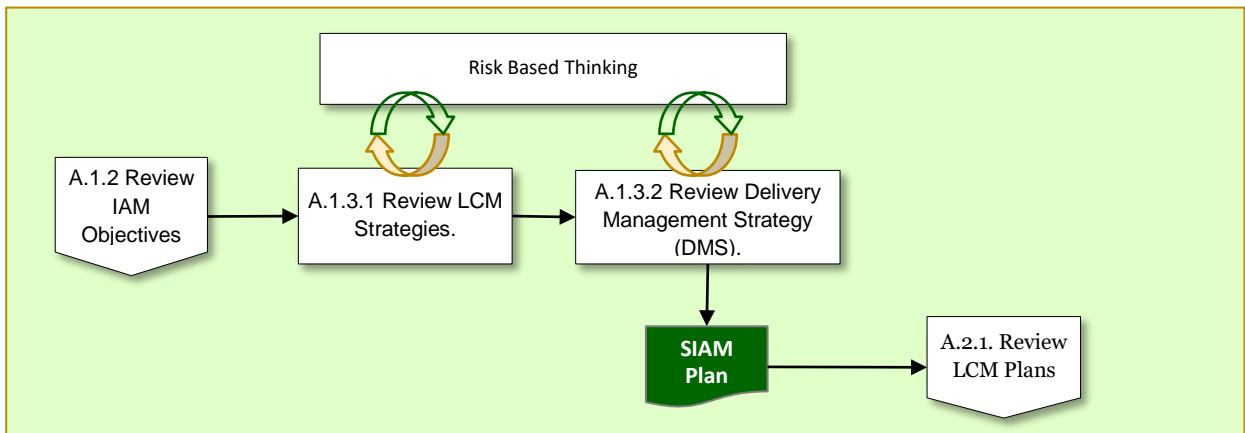 Risk Based Thinking
A.1.2 Review
IAM
Objectives
A.1.3.1 Review LCM
Strategies.
A.1.3.2 Review Delivery
Management Strategy
(DMS).
SIAM
Plan
A.2.1. Review
LCM Plans